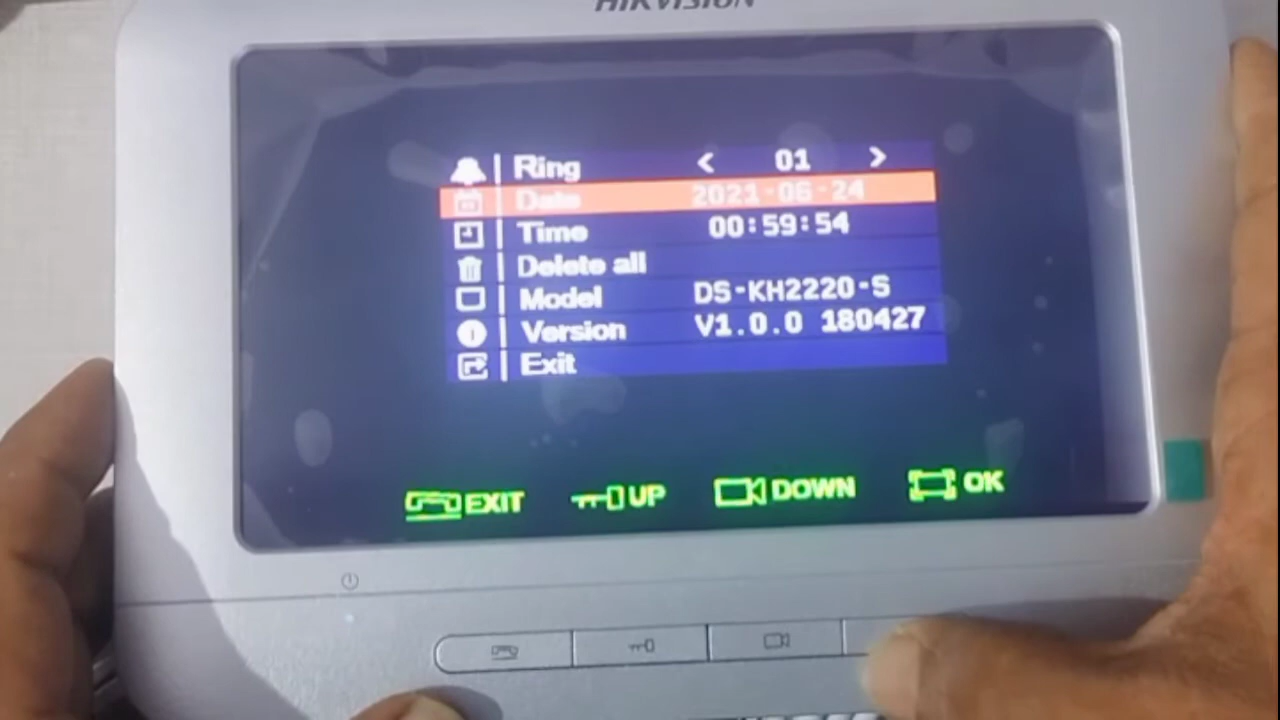 HIKVISION
Ring < 01 >
Date 2021-06-24
Time 00:59:54
Delete all
Model DS-KH2220-S
Version V1.0.0 180427
Exit
EXIT UP DOWN OK